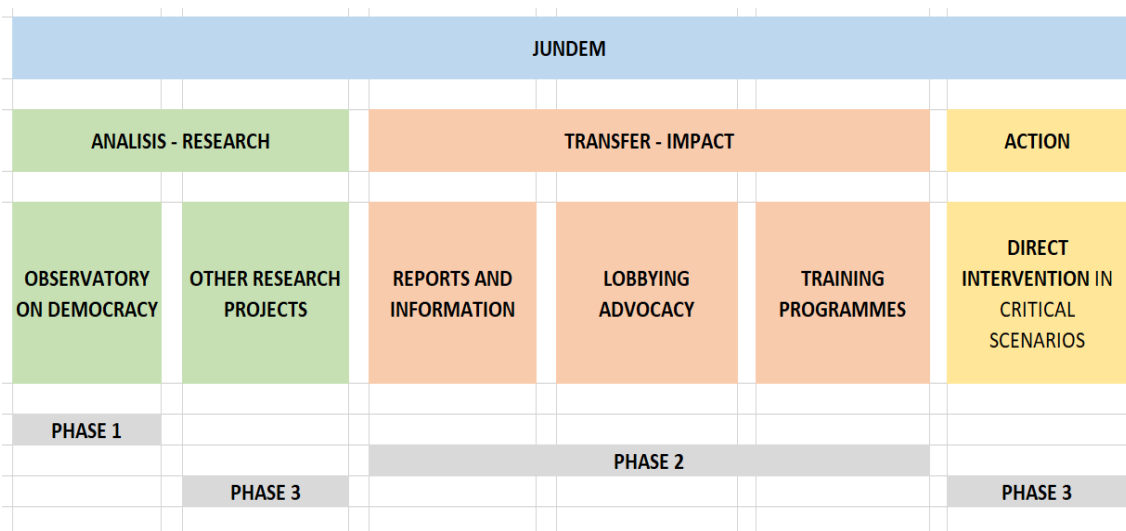 JUNDEM
ANALISIS - RESEARCH
TRANSFER - IMPACT
ACTION
OBSERVATORY
ON DEMOCRACY
OTHER RESEARCH
PROJECTS
REPORTS AND
INFORMATION
LOBBYING
ADVOCACY
TRAINING
PROGRAMMES
DIRECT
INTERVENTION IN
CRITICAL
SCENARIOS
PHASE 1
PHASE 2
PHASE 3
PHASE 3